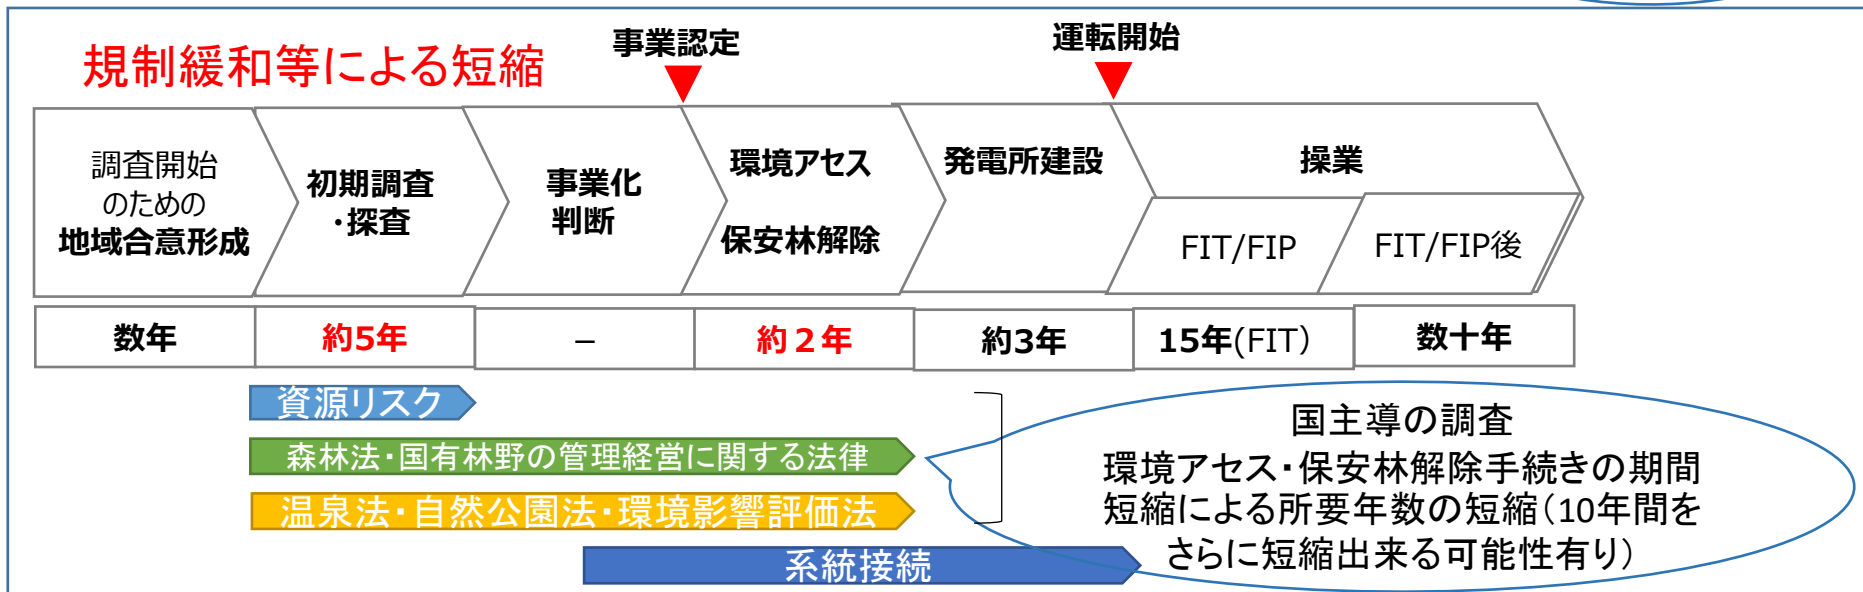 規制緩和等による短縮
事業認定
運転開始
調査開始
のための
地域合意形成
初期調査
・探査
事業化
判断
環境アセス
保安林解除
発電所建設
操業
FIT/FIP
FIT/FIP後
数年
約5年
–
約２年
約3年
15年(FIT）
数十年
資源リスク
森林法・国有林野の管理経営に関する法律
温泉法・自然公園法・環境影響評価法
系統接続
国主導の調査
環境アセス・保安林解除手続きの期間
短縮による所要年数の短縮（10年間を
さらに短縮出来る可能性有り）